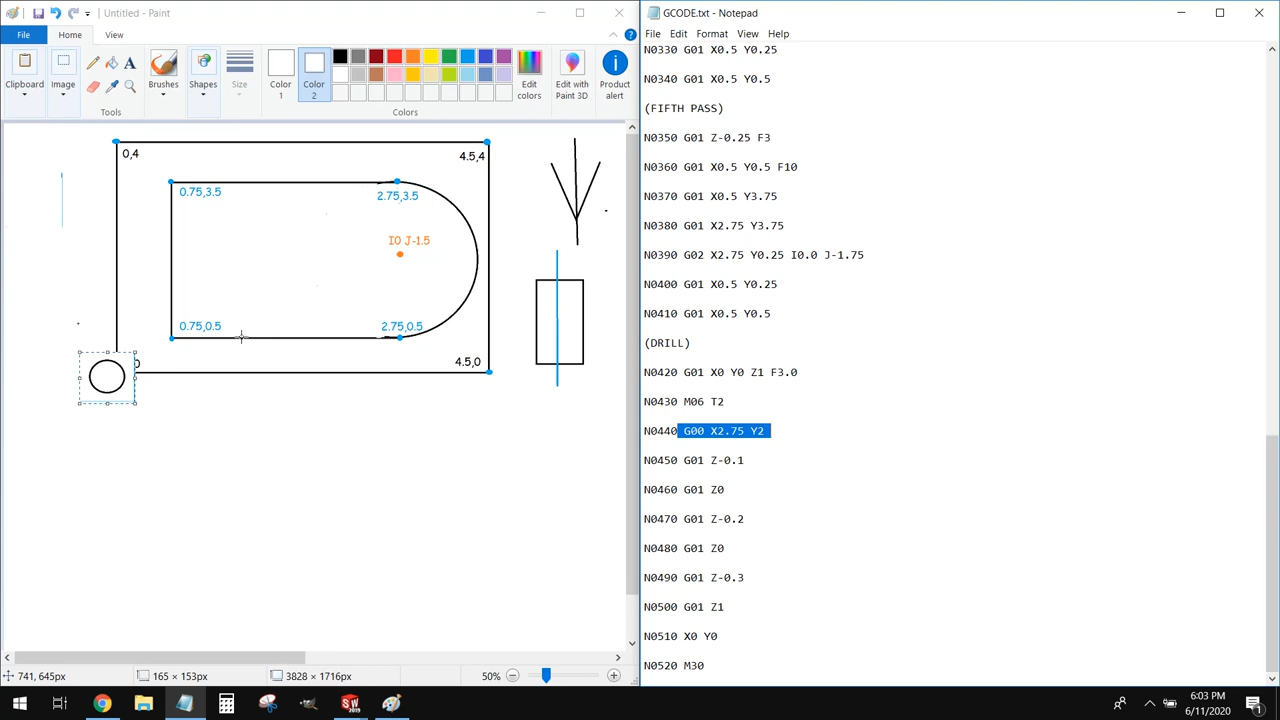 Untitled - Paint
File
Home
View
Clipboard
Image
Tools
Brushes
Shapes
Size
Color 1
Color 2
Colors
Edit colors
Edit with Paint 3D
Product alert
0,4
4.5,4
0.75,3.5
2.75,3.5
I0 J-1.5
0.75,0.5
2.75,0.5
0
4.5,0
741, 645px
165 × 153px
3828 × 1716px
50%
GCODE.txt - Notepad
File Edit Format View Help
N0330 G01 X0.5 Y0.25
N0340 G01 X0.5 Y0.5
(FIFTH PASS)
N0350 G01 Z-0.25 F3
N0360 G01 X0.5 Y0.5 F10
N0370 G01 X0.5 Y3.75
N0380 G01 X2.75 Y3.75
N0390 G02 X2.75 Y0.25 I0.0 J-1.75
N0400 G01 X0.5 Y0.25
N0410 G01 X0.5 Y0.5
(DRILL)
N0420 G01 X0 Y0 Z1 F3.0
N0430 M06 T2
N0440 G00 X2.75 Y2
N0450 G01 Z-0.1
N0460 G01 Z0
N0470 G01 Z-0.2
N0480 G01 Z0
N0490 G01 Z-0.3
N0500 G01 Z1
N0510 X0 Y0
N0520 M30
SW
2019
6:03 PM
6/11/2020
1